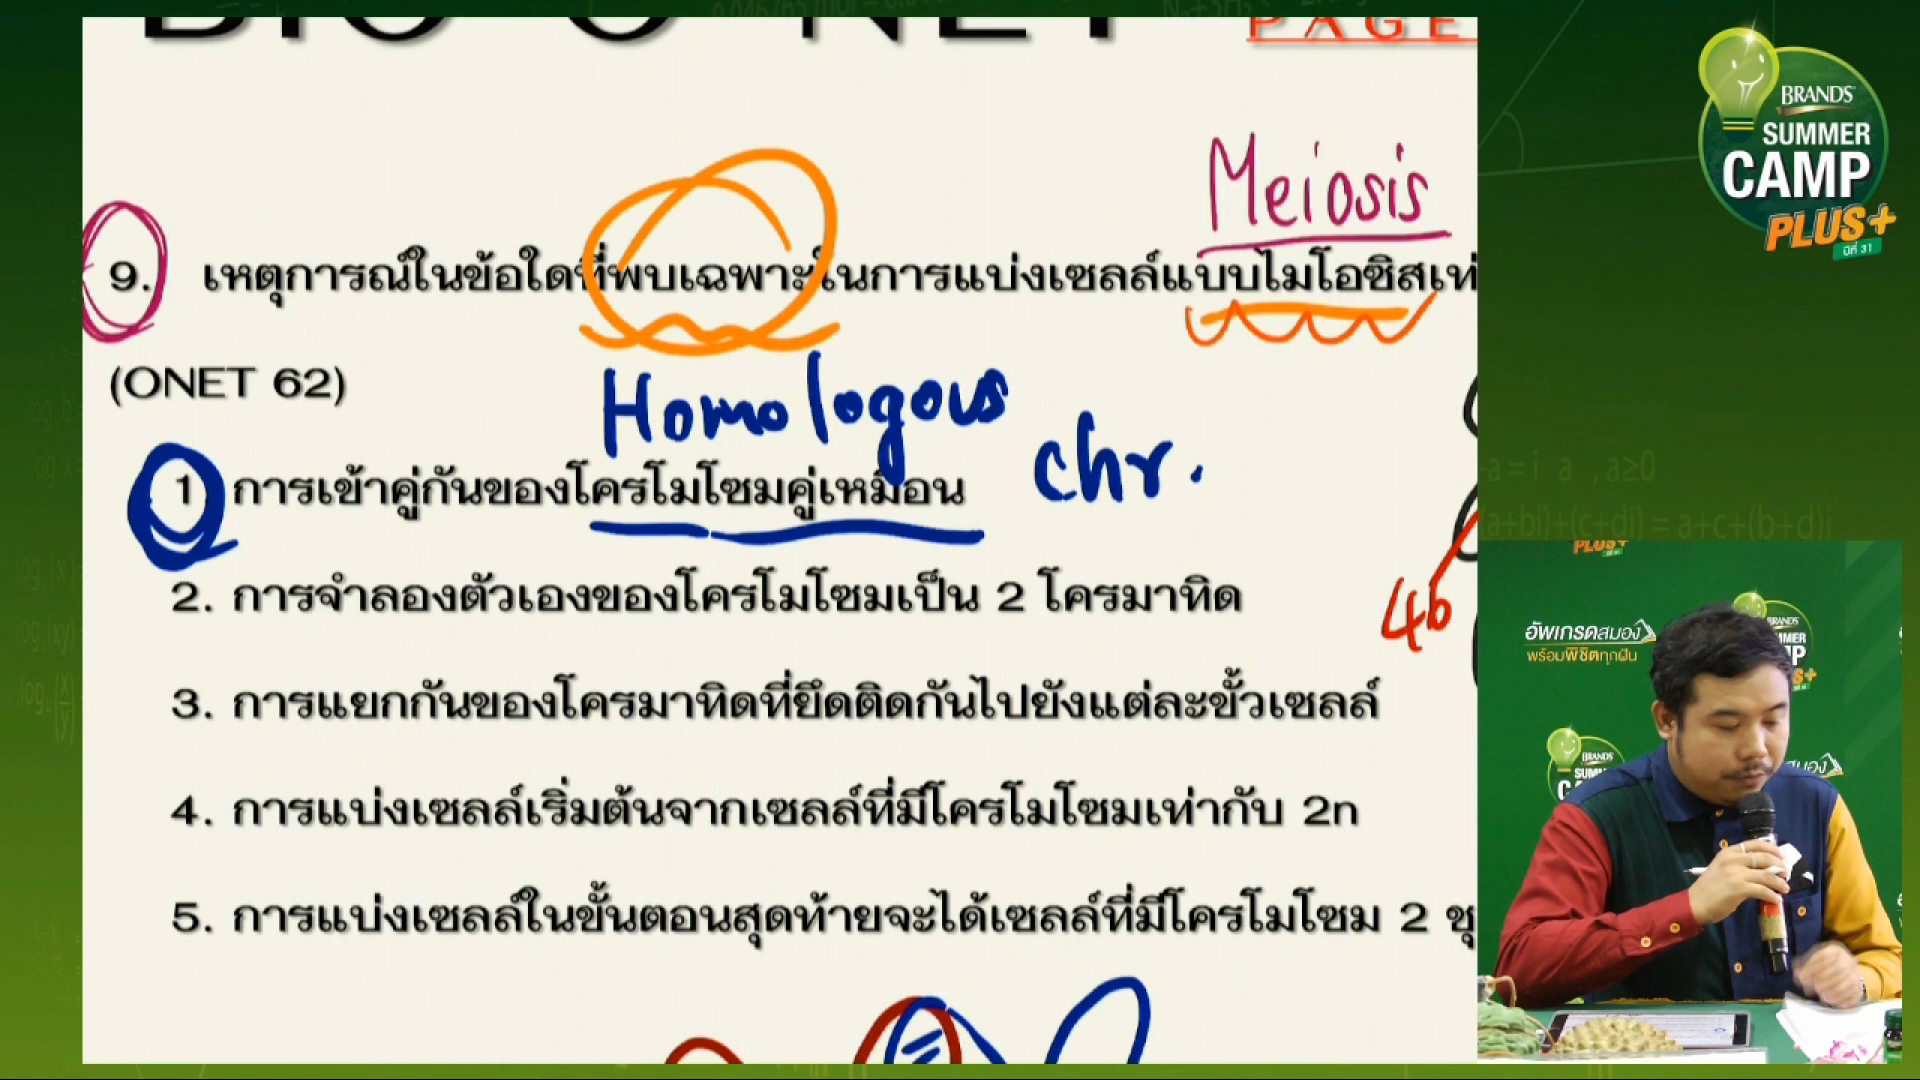 BIO O NET PAGE
Meiosis
9. เหตุการณ์ในข้อใดที่พบเฉพาะในการแบ่งเซลล์แบบไมโอซิสเท่
(ONET 62)
Homologous chr.
1 การเข้าคู่กันของโครโมโซมคู่เหมือน
2. การจำลองตัวเองของโครโมโซมเป็น 2 โครมาทิด
46
3. การแยกกันของโครมาทิดที่ยึดติดกันไปยังแต่ละขั้วเซลล์
4. การแบ่งเซลล์เริ่มต้นจากเซลล์ที่มีโครโมโซมเท่ากับ 2n
5. การแบ่งเซลล์ในขั้นตอนสุดท้ายจะได้เซลล์ที่มีโครโมโซม 2 ชุ
BRAND'S
SUMMER
CAMP
PLUS+
ปีที่ 31
-a = i a , a≥0
(a+bi)+(c+di) = a+c+(b+d)i
PLUS+
อัพเกรดสมอง
พร้อมพิชิตทุกฝัน
BRANDS